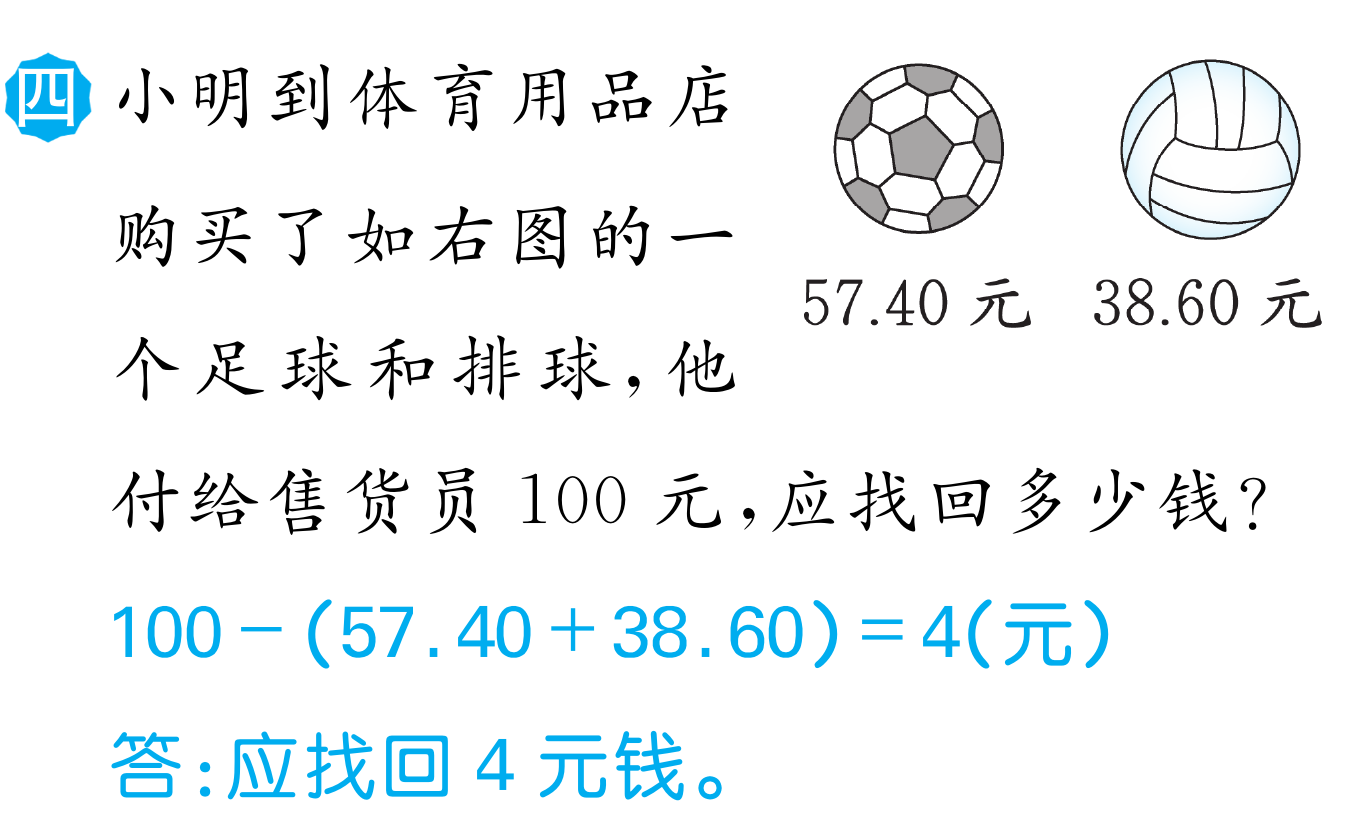 四 小明到体育用品店
购买了如右图的一
个足球和排球,他
57.40 元 38.60 元
付给售货员 100 元,应找回多少钱?
100-(57.40+38.60)=4(元)
答:应找回 4 元钱。